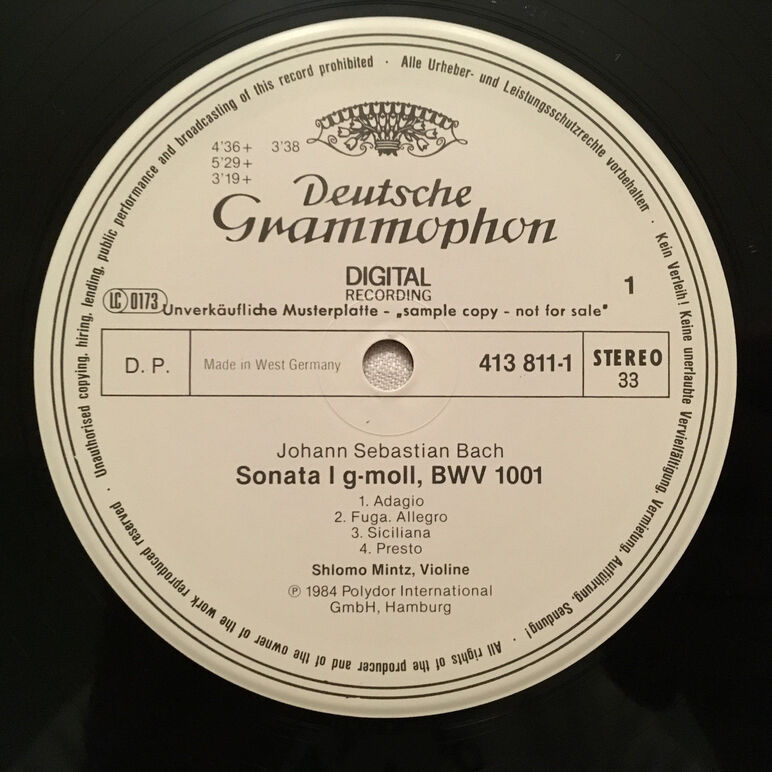 Unauthorised copying, hiring, lending, public performance and broadcasting of this record prohibited · Alle Urheber- und Leistungsschutzrechte vorbehalten · Kein Verleih! Keine unerlaubte Vervielfältigung, Vermietung, Aufführung, Sendung! · All rights of the producer and of the owner of the work reproduced reserved ·
4'36+ 3'38
5'29+
3'19+
Deutsche
Grammophon
DIGITAL
RECORDING
1
LC 0173
Unverkäufliche Musterplatte - „sample copy - not for sale"
D. P.
Made in West Germany
413 811-1
STEREO
33
Johann Sebastian Bach
Sonata I g-moll, BWV 1001
1. Adagio
2. Fuga. Allegro
3. Siciliana
4. Presto
Shlomo Mintz, Violine
℗ 1984 Polydor International
GmbH, Hamburg